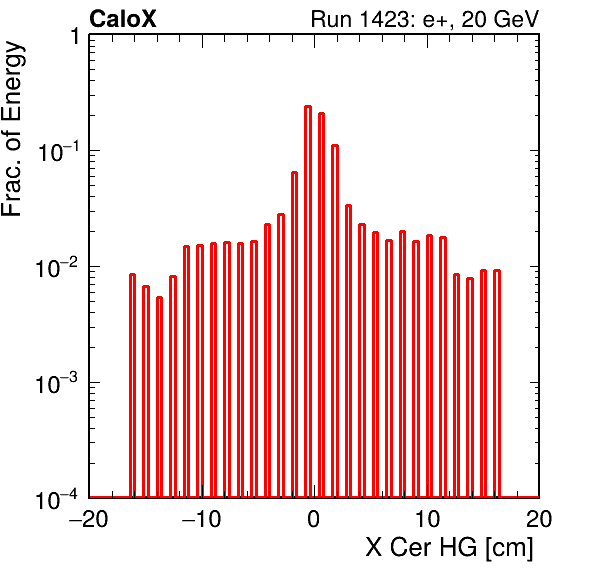 CaloX Run 1423: e+, 20 GeV
Frac. of Energy
1
10⁻¹
10⁻²
10⁻³
10⁻⁴
−20 −10 0 10 20
X Cer HG [cm]